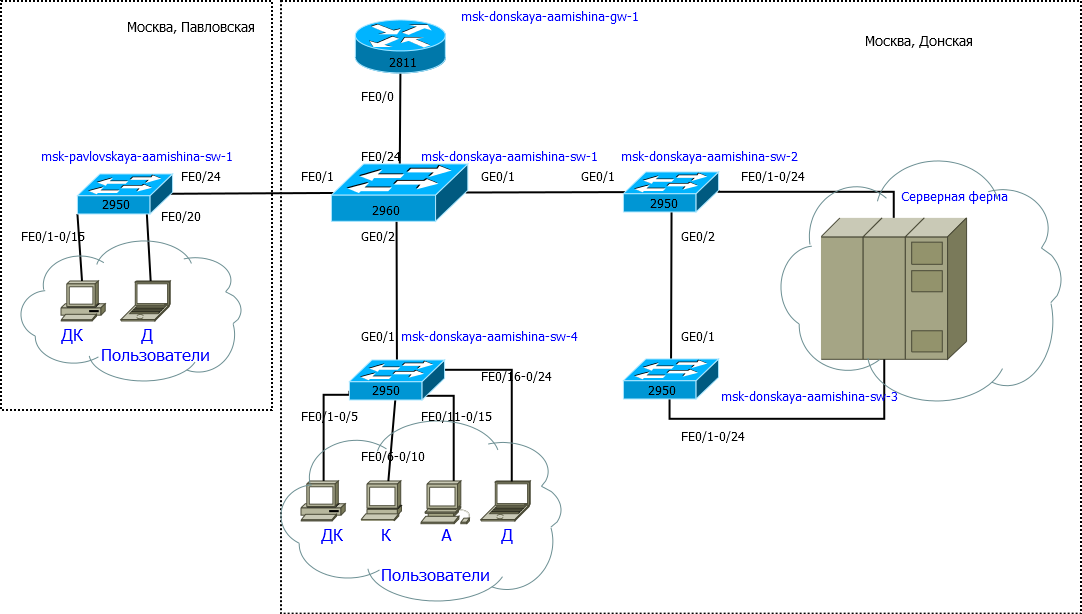 Москва, Павловская
msk-donskaya-aamishina-gw-1
Москва, Донская
2811
FE0/0
msk-pavlovskaya-aamishina-sw-1
FE0/24
msk-donskaya-aamishina-sw-1
msk-donskaya-aamishina-sw-2
FE0/24
FE0/1
GE0/1
GE0/1
FE0/1-0/24
2950
2960
2950
Серверная ферма
FE0/20
FE0/1-0/15
GE0/2
GE0/2
ДК
Д
Пользователи
GE0/1
msk-donskaya-aamishina-sw-4
GE0/1
2950
FE0/16-0/24
2950
msk-donskaya-aamishina-sw-3
FE0/1-0/5
FE0/11-0/15
FE0/1-0/24
FE0/6-0/10
ДК
К
А
Д
Пользователи